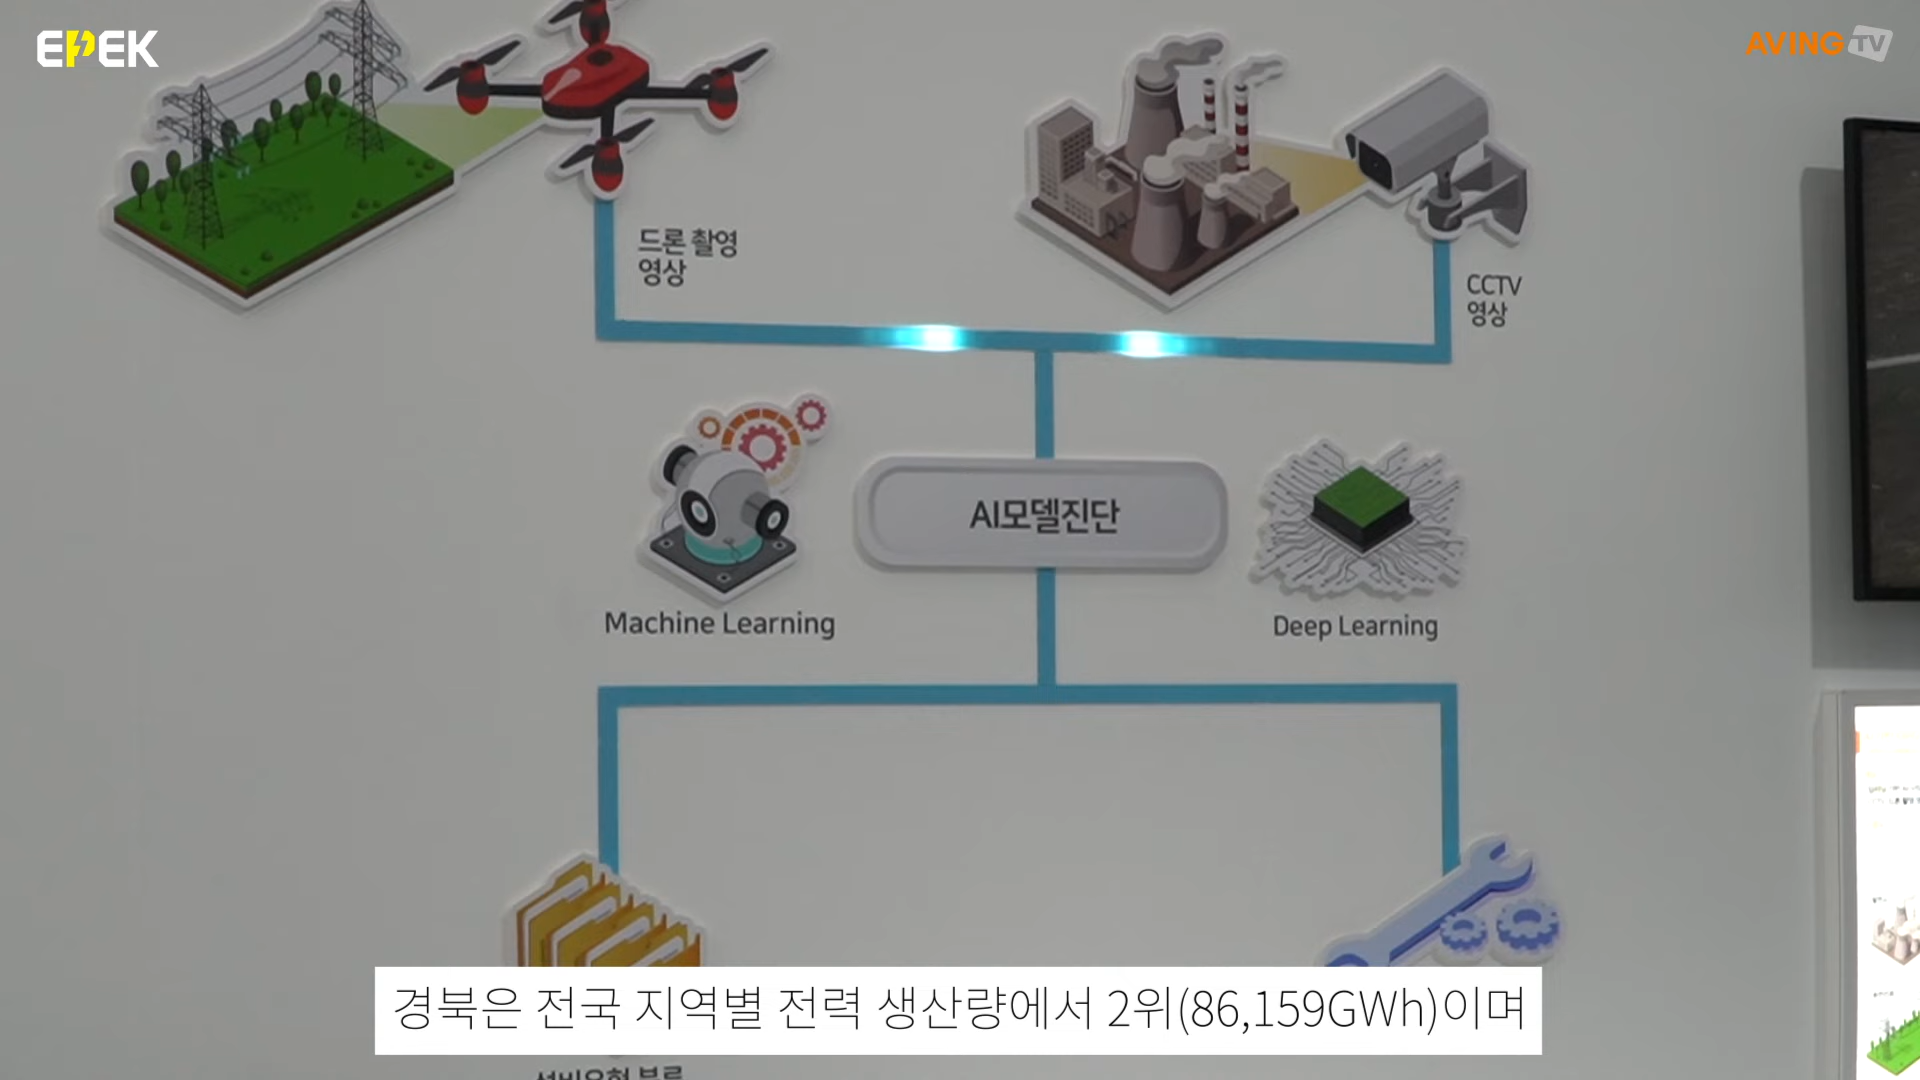 EPEK
AVING TV
드론 촬영
영상
CCTV
영상
AI모델진단
Machine Learning
Deep Learning
경북은 전국 지역별 전력 생산량에서 2위(86,159GWh)이며